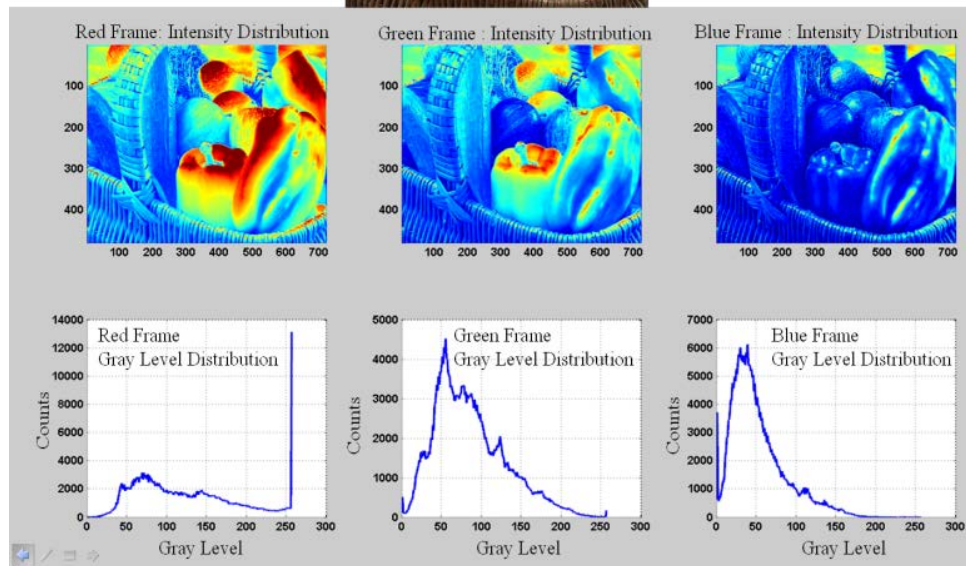 Red Frame: Intensity Distribution
Green Frame : Intensity Distribution
Blue Frame : Intensity Distribution
100
200
300
400
100 200 300 400 500 600 700
100
200
300
400
100 200 300 400 500 600 700
100
200
300
400
100 200 300 400 500 600 700
Red Frame
Gray Level Distribution
Counts
14000
12000
10000
8000
6000
4000
2000
0
0 50 100 150 200 250 300
Gray Level
Green Frame
Gray Level Distribution
Counts
5000
4000
3000
2000
1000
0
0 50 100 150 200 250 300
Gray Level
Blue Frame
Gray Level Distribution
Counts
7000
6000
5000
4000
3000
2000
1000
0
0 50 100 150 200 250 300
Gray Level